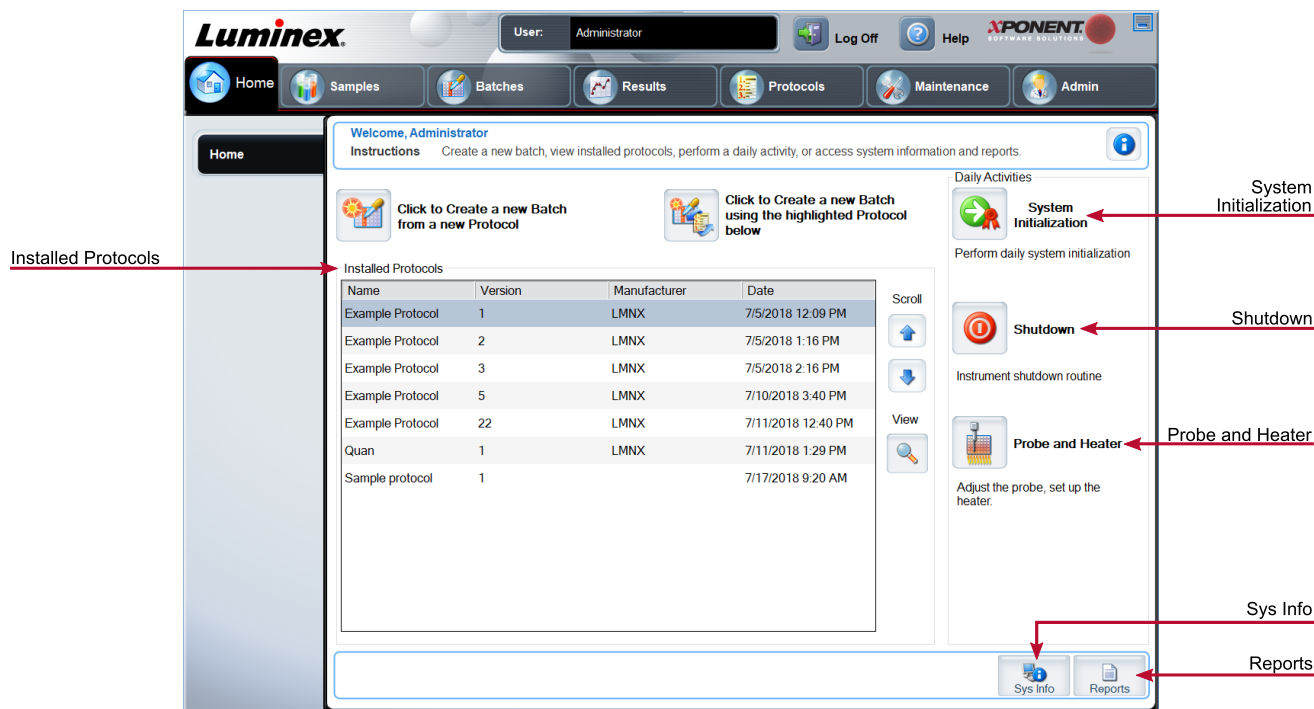 Luminex.
User:
Administrator
Log Off
Help
XPONENT.
SOFTWARE SOLUTIONS
Home
Samples
Batches
Results
Protocols
Maintenance
Admin
Home
Welcome, Administrator
Instructions Create a new batch, view installed protocols, perform a daily activity, or access system information and reports.
Click to Create a new Batch
from a new Protocol
Click to Create a new Batch
using the highlighted Protocol
below
Installed Protocols
Installed Protocols
Name Version Manufacturer Date
Example Protocol 1 LMNX 7/5/2018 12:09 PM
Example Protocol 2 LMNX 7/5/2018 1:16 PM
Example Protocol 3 LMNX 7/5/2018 2:16 PM
Example Protocol 5 LMNX 7/10/2018 3:40 PM
Example Protocol 22 LMNX 7/11/2018 12:40 PM
Quan 1 LMNX 7/11/2018 1:29 PM
Sample protocol 1 7/17/2018 9:20 AM
Scroll
View
Daily Activities
System
Initialization
Perform daily system initialization
Shutdown
Instrument shutdown routine
Probe and Heater
Adjust the probe, set up the
heater.
Sys Info
Reports
System
Initialization
Shutdown
Probe and Heater
Sys Info
Reports